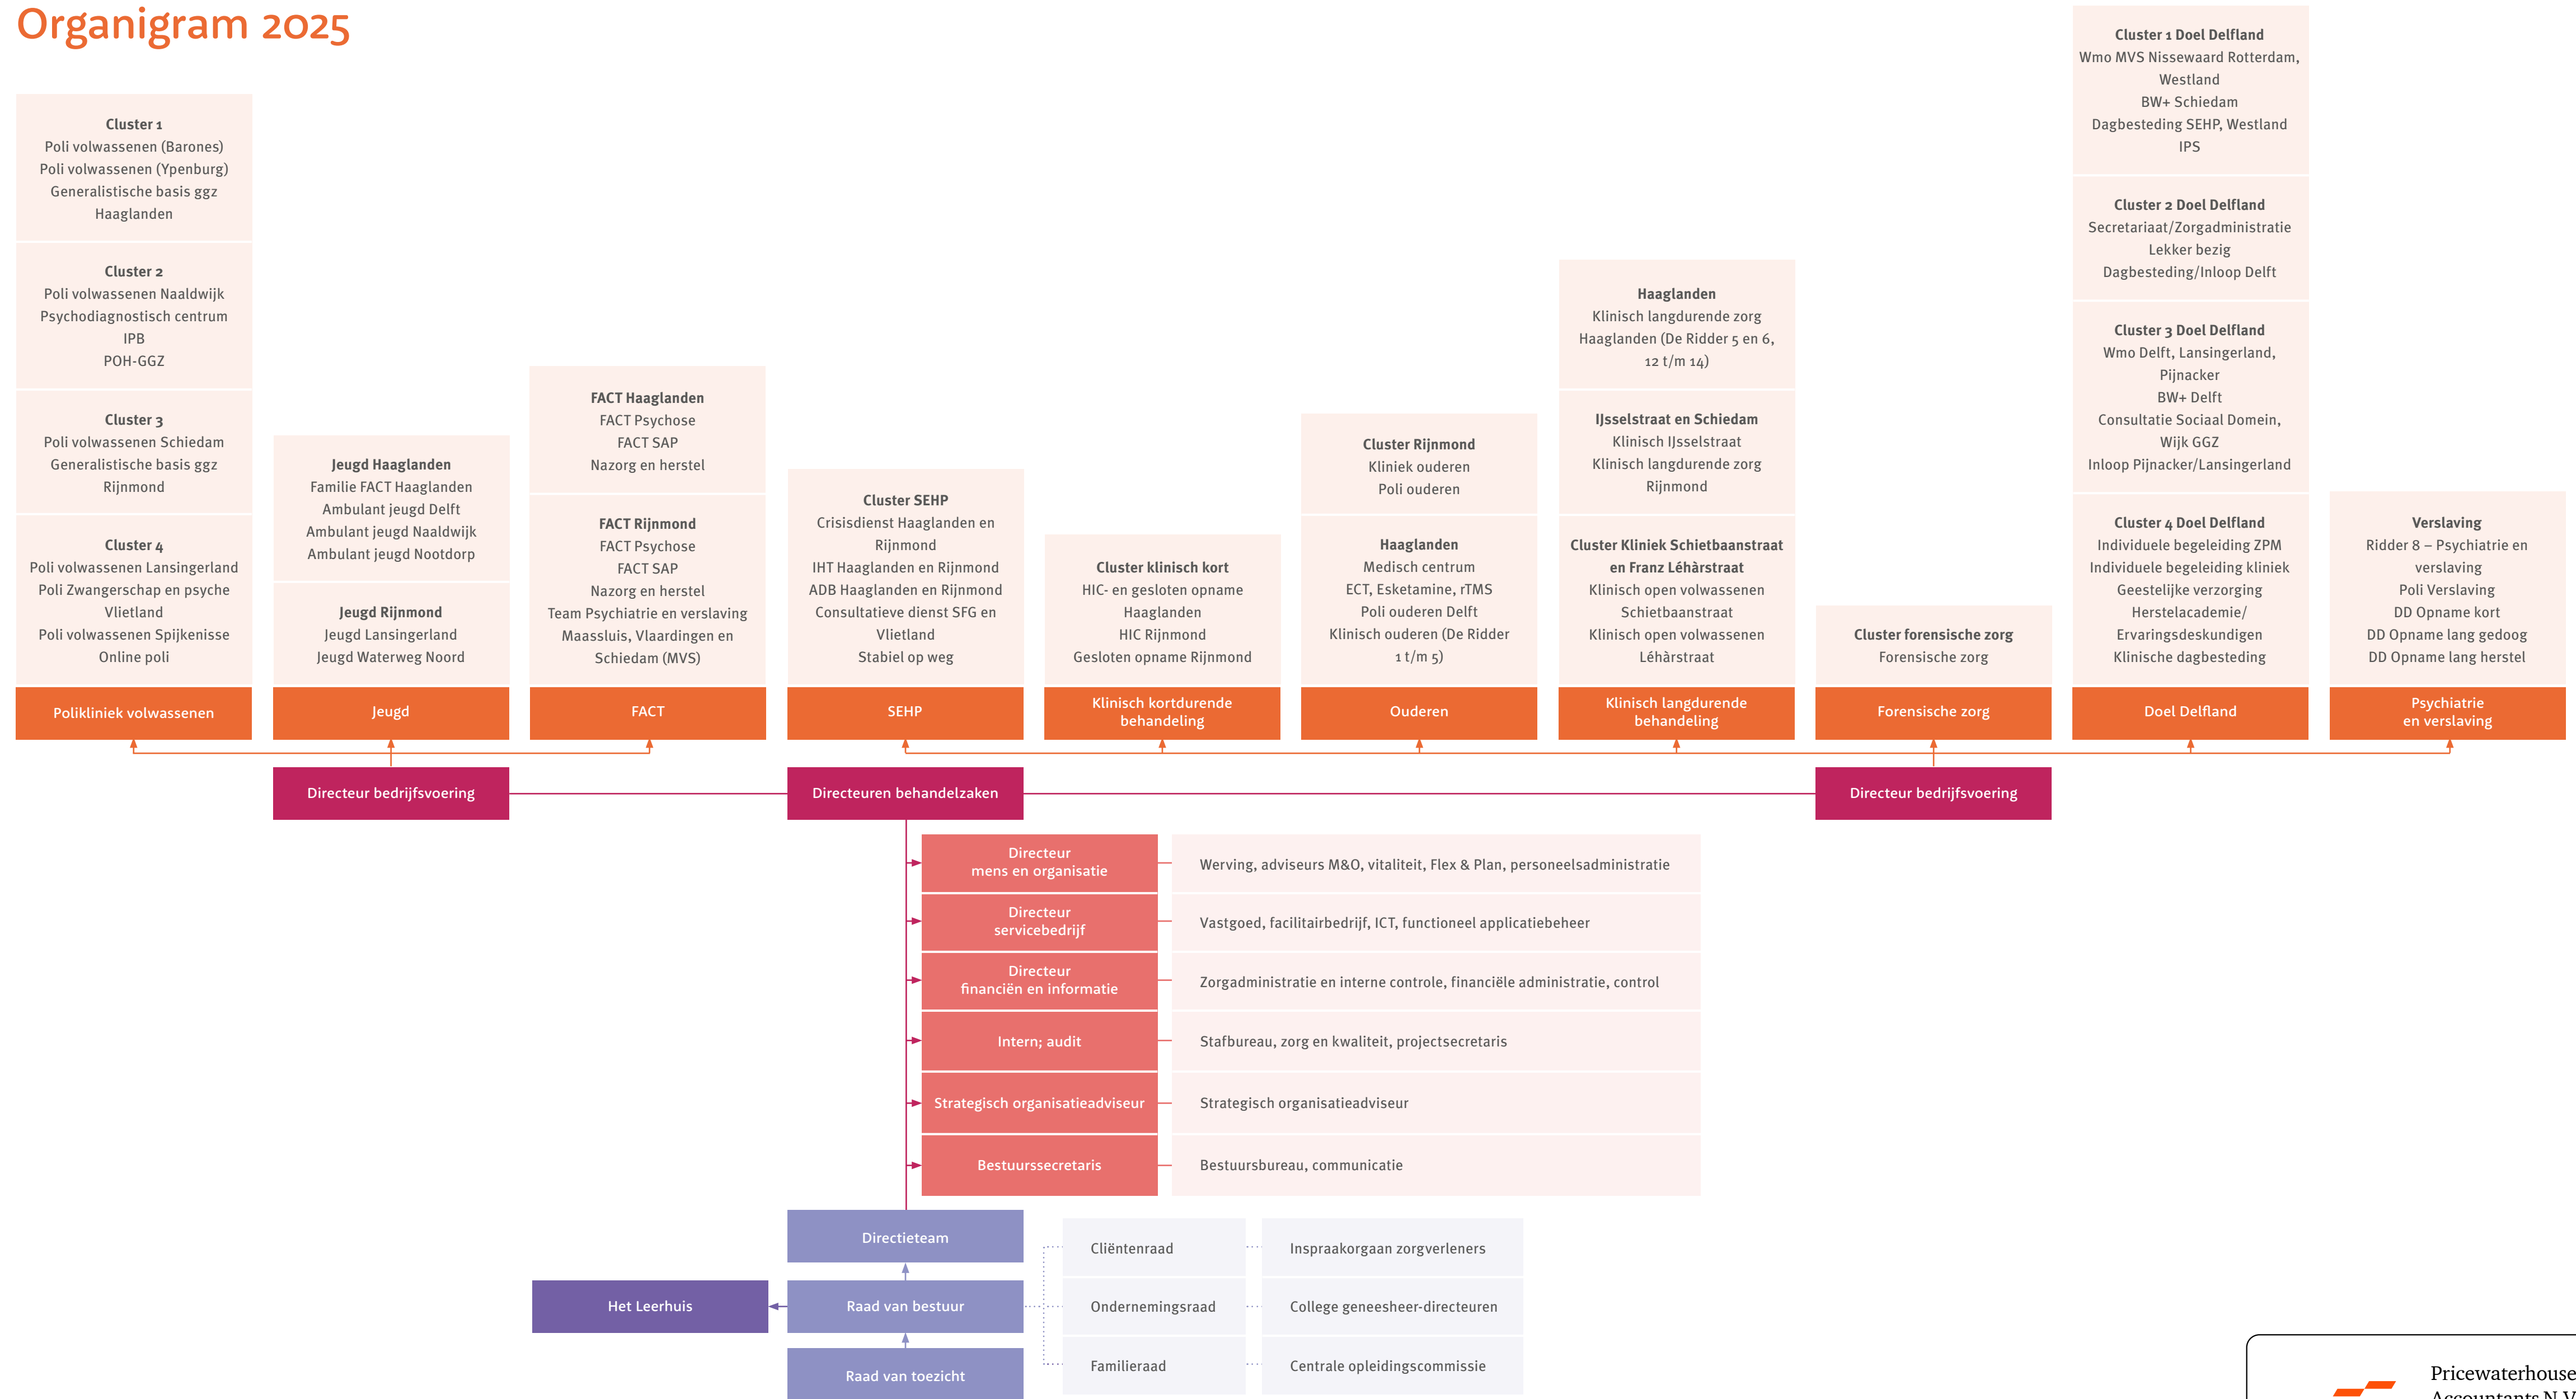 Organigram 2025
Cluster 1
Poli volwassenen (Barones)
Poli volwassenen (Ypenburg)
Generalistische basis ggz
Haaglanden
Cluster 2
Poli volwassenen Naaldwijk
Psychodiagnostisch centrum
IPB
POH-GGZ
Cluster 3
Poli volwassenen Schiedam
Generalistische basis ggz
Rijnmond
Cluster 4
Poli volwassenen Lansingerland
Poli Zwangerschap en psyche
Vlietland
Poli volwassenen Spijkenisse
Online poli
Polikliniek volwassenen
Jeugd Haaglanden
Familie FACT Haaglanden
Ambulant jeugd Delft
Ambulant jeugd Naaldwijk
Ambulant jeugd Nootdorp
Jeugd Rijnmond
Jeugd Lansingerland
Jeugd Waterweg Noord
Jeugd
FACT Haaglanden
FACT Psychose
FACT SAP
Nazorg en herstel
FACT Rijnmond
FACT Psychose
FACT SAP
Nazorg en herstel
Team Psychiatrie en verslaving
Maassluis, Vlaardingen en
Schiedam (MVS)
FACT
Cluster SEHP
Crisisdienst Haaglanden en
Rijnmond
IHT Haaglanden en Rijnmond
ADB Haaglanden en Rijnmond
Consultatieve dienst SFG en
Vlietland
Stabiel op weg
SEHP
Cluster klinisch kort
HIC- en gesloten opname
Haaglanden
HIC Rijnmond
Gesloten opname Rijnmond
Klinisch kortdurende
behandeling
Cluster Rijnmond
Kliniek ouderen
Poli ouderen
Haaglanden
Medisch centrum
ECT, Esketamine, rTMS
Poli ouderen Delft
Klinisch ouderen (De Ridder
1 t/m 5)
Ouderen
Haaglanden
Klinisch langdurende zorg
Haaglanden (De Ridder 5 en 6,
12 t/m 14)
IJsselstraat en Schiedam
Klinisch IJsselstraat
Klinisch langdurende zorg
Rijnmond
Cluster Kliniek Schietbaanstraat
en Franz Léhàrstraat
Klinisch open volwassenen
Schietbaanstraat
Klinisch open volwassenen
Léhàrstraat
Klinisch langdurende
behandeling
Cluster forensische zorg
Forensische zorg
Forensische zorg
Cluster 1 Doel Delfland
Wmo MVS Nissewaard Rotterdam,
Westland
BW+ Schiedam
Dagbesteding SEHP, Westland
IPS
Cluster 2 Doel Delfland
Secretariaat/Zorgadministratie
Lekker bezig
Dagbesteding/Inloop Delft
Cluster 3 Doel Delfland
Wmo Delft, Lansingerland,
Pijnacker
BW+ Delft
Consultatie Sociaal Domein,
Wijk GGZ
Inloop Pijnacker/Lansingerland
Cluster 4 Doel Delfland
Individuele begeleiding ZPM
Individuele begeleiding kliniek
Geestelijke verzorging
Herstelacademie/
Ervaringsdeskundigen
Klinische dagbesteding
Doel Delfland
Verslaving
Ridder 8 – Psychiatrie en
verslaving
Poli Verslaving
DD Opname kort
DD Opname lang gedoog
DD Opname lang herstel
Psychiatrie
en verslaving
Directeur bedrijfsvoering
Directeuren behandelzaken
Directeur bedrijfsvoering
Directeur
mens en organisatie
Werving, adviseurs M&O, vitaliteit, Flex & Plan, personeelsadministratie
Directeur
servicebedrijf
Vastgoed, facilitairbedrijf, ICT, functioneel applicatiebeheer
Directeur
financiën en informatie
Zorgadministratie en interne controle, financiële administratie, control
Intern; audit
Stafbureau, zorg en kwaliteit, projectsecretaris
Strategisch organisatieadviseur
Strategisch organisatieadviseur
Bestuurssecretaris
Bestuursbureau, communicatie
Directieteam
Cliëntenraad
Inspraakorgaan zorgverleners
Het Leerhuis
Raad van bestuur
Ondernemingsraad
College geneesheer-directeuren
Raad van toezicht
Familieraad
Centrale opleidingscommissie
Pricewaterhouse
Accountants N.V